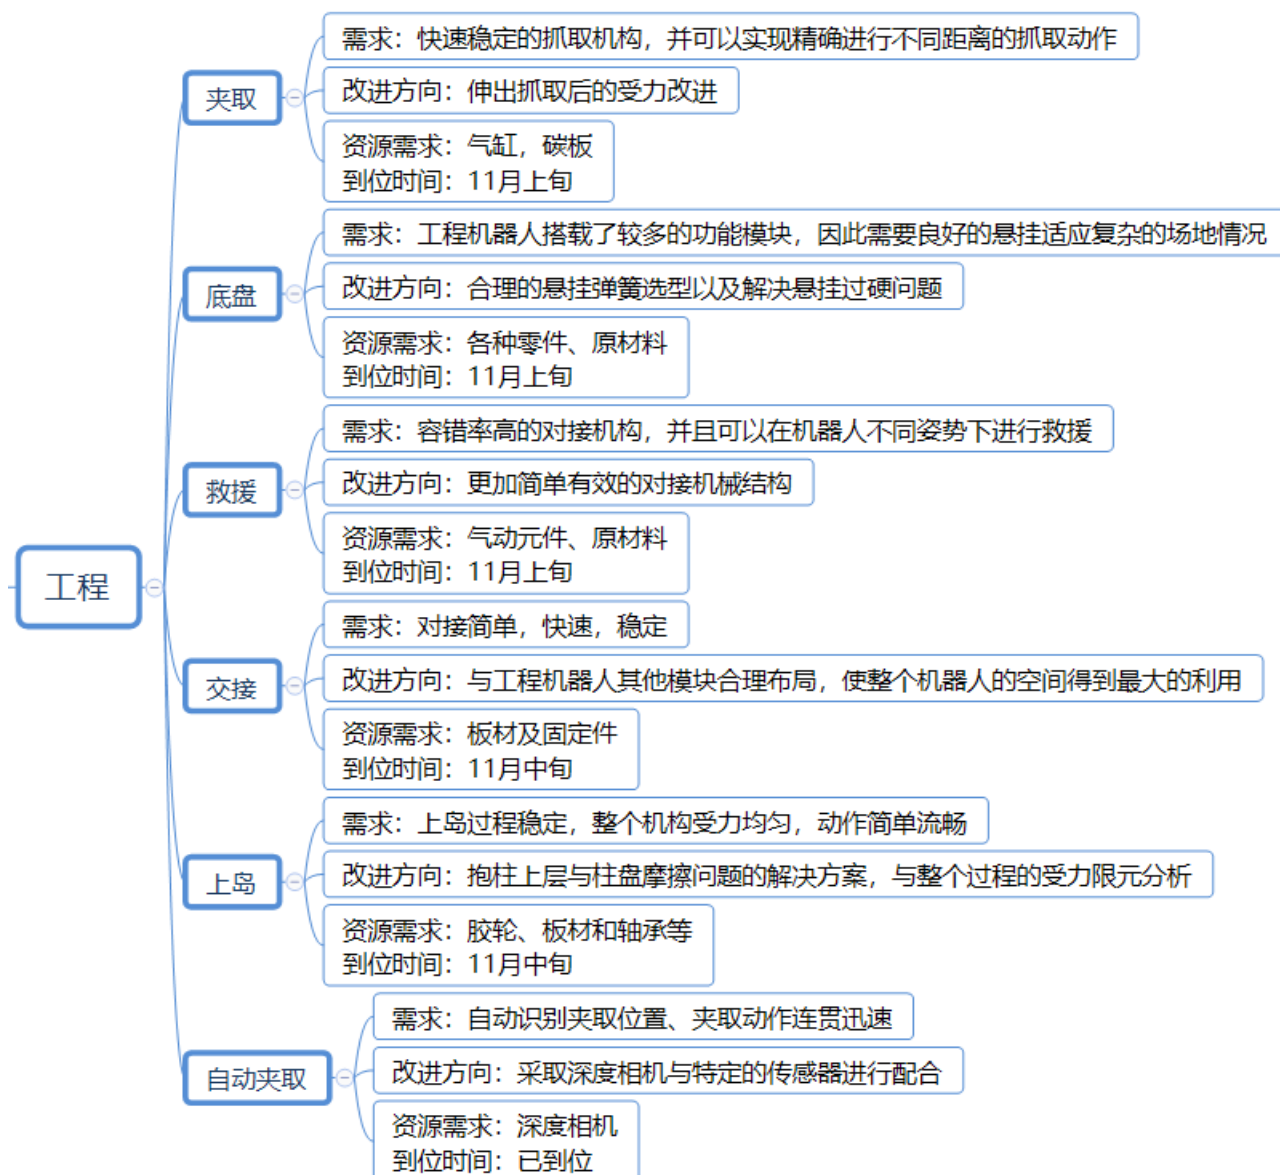 工程
夹取
需求：快速稳定的抓取机构，并可以实现精确进行不同距离的抓取动作
改进方向：伸出抓取后的受力改进
资源需求：气缸，碳板
到位时间：11月上旬
底盘
需求：工程机器人搭载了较多的功能模块，因此需要良好的悬挂适应复杂的场地情况
改进方向：合理的悬挂弹簧选型以及解决悬挂过硬问题
资源需求：各种零件、原材料
到位时间：11月上旬
救援
需求：容错率高的对接机构，并且可以在机器人不同姿势下进行救援
改进方向：更加简单有效的对接机械结构
资源需求：气动元件、原材料
到位时间：11月上旬
交接
需求：对接简单，快速，稳定
改进方向：与工程机器人其他模块合理布局，使整个机器人的空间得到最大的利用
资源需求：板材及固定件
到位时间：11月中旬
上岛
需求：上岛过程稳定，整个机构受力均匀，动作简单流畅
改进方向：抱柱上层与柱盘摩擦问题的解决方案，与整个过程的受力限元分析
资源需求：胶轮、板材和轴承等
到位时间：11月中旬
自动夹取
需求：自动识别夹取位置、夹取动作连贯迅速
改进方向：采取深度相机与特定的传感器进行配合
资源需求：深度相机
到位时间：已到位